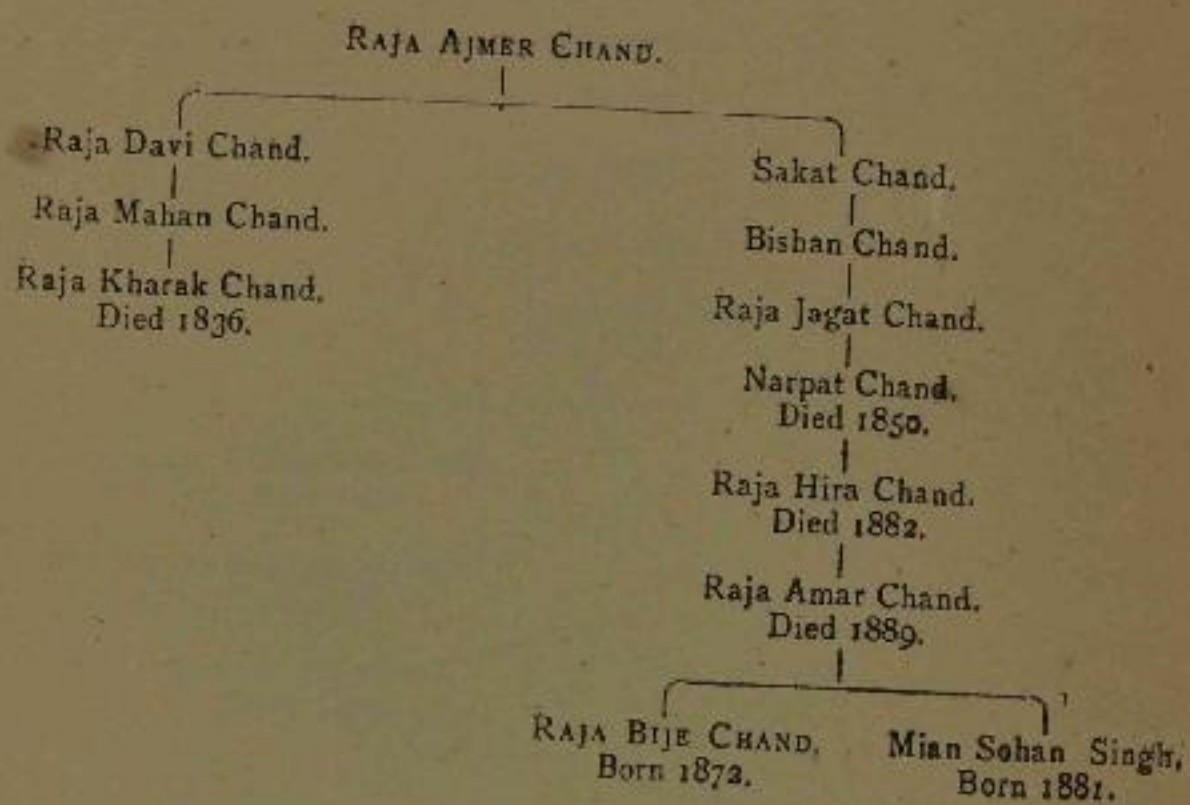 RAJA AJMER CHAND.
Raja Davi Chand.
Raja Mahan Chand.
Raja Kharak Chand.
Died 1836.
Sakat Chand.
Bishan Chand.
Raja Jagat Chand.
Narpat Chand.
Died 1850.
Raja Hira Chand.
Died 1882.
Raja Amar Chand.
Died 1889.
RAJA BIJE CHAND.
Born 1872.
Mian Sohan Singh.
Born 1881.